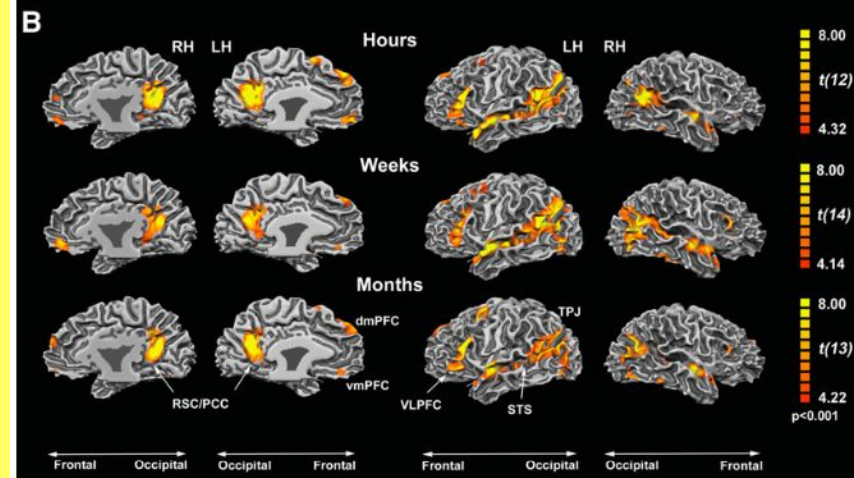 B
RH LH Hours LH RH
8.00
t(12)
4.32
Weeks
8.00
t(14)
4.14
Months
8.00
t(13)
4.22
p<0.001
dmPFC
vmPFC
RSC/PCC
TPJ
VLPFC
STS
Frontal Occipital Occipital Frontal Frontal Occipital Occipital Frontal